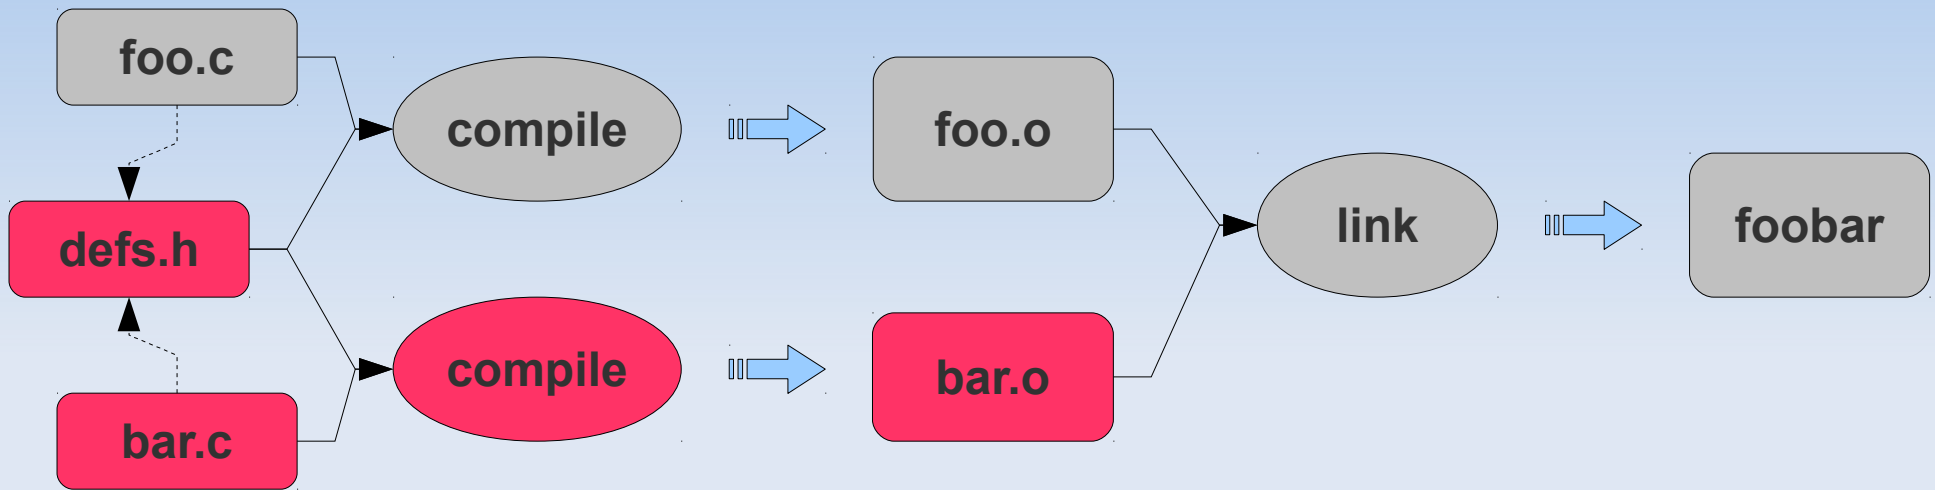 foo.c
compile
foo.o
defs.h
link
foobar
compile
bar.o
bar.c